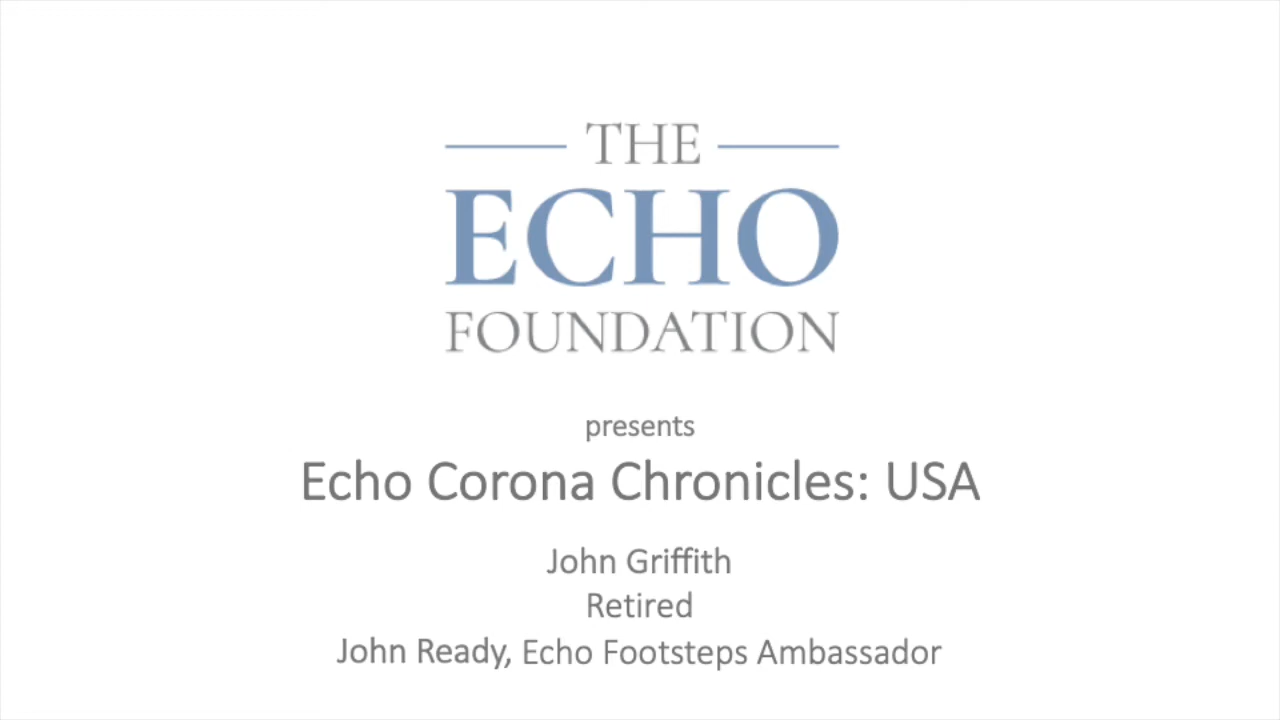 THE
ECHO
FOUNDATION
presents
Echo Corona Chronicles: USA
John Griffith
Retired
John Ready, Echo Footsteps Ambassador